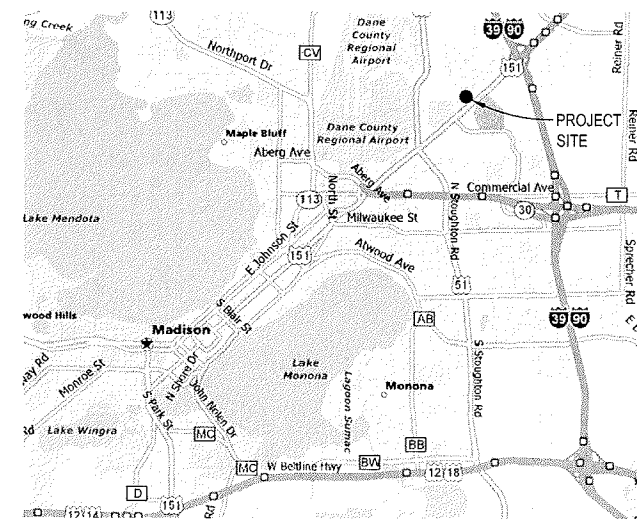 ng Creek
113
Northport Dr
CV
Dane
County
Regional
Airport
39 90
151
Reiner Rd
PROJECT
SITE
Reiner Rd
Maple Bluff
Dane County
Regional Airport
Aberg Ave
Aberg Ave
North St
113
N Stoughton Rd
Commercial Ave
T
30
Lake Mendota
Milwaukee St
E Johnson St
151
Atwood Ave
51
Sprecher Rd
wood Hills
Madison
S Blair St
AB
39 90
Lake
Monona
Lagoon Sumac
Monona
S Stoughton Rd
way Rd
Monroe St
N Shore Dr
John Nolen Dr
S Park St
Rd
Lake Wingra
MC
MC
W Beltline Hwy
BW
BB
12/18
D
151
12/14